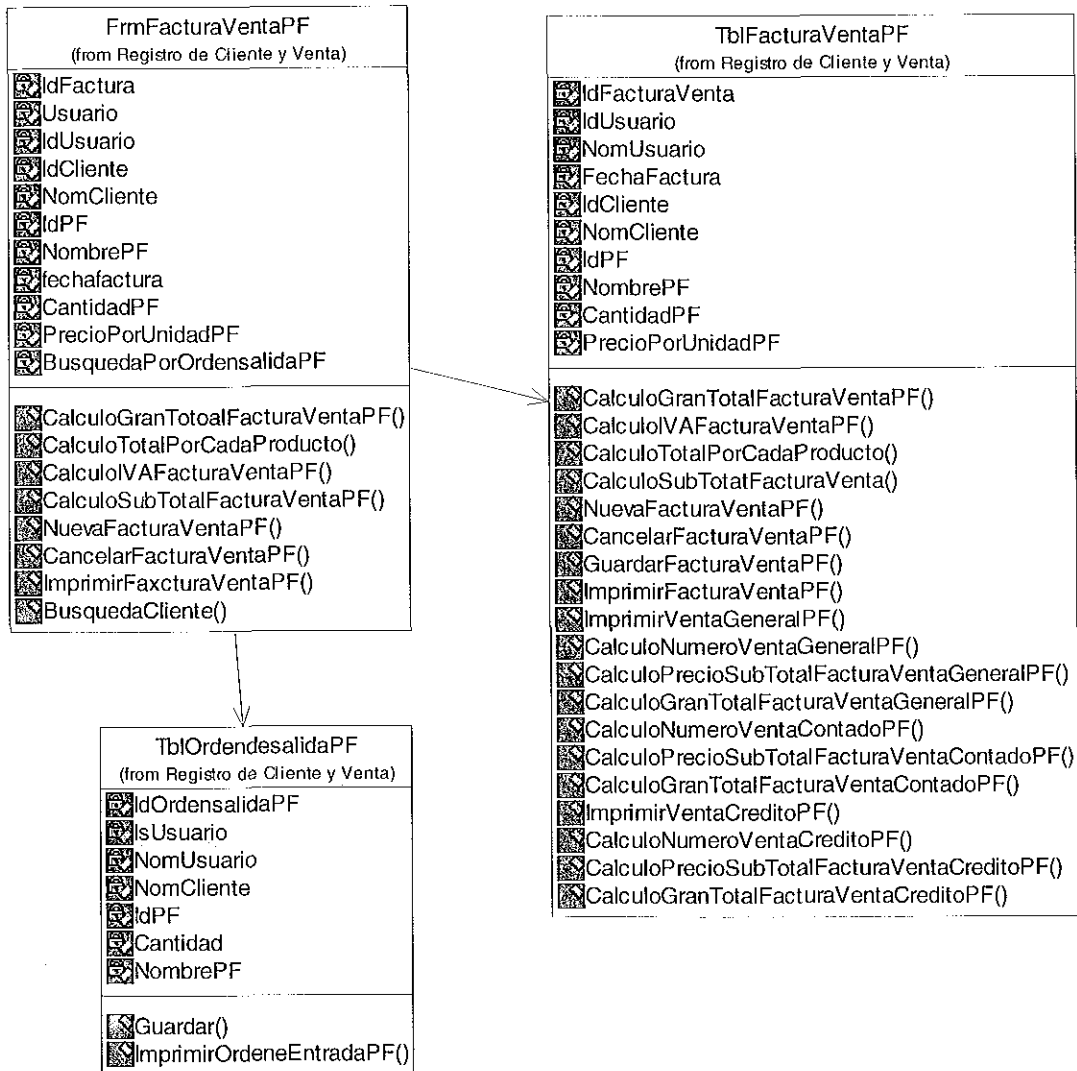 FrmFacturaVentaPF
(from Registro de Cliente y Venta)
IdFactura
Usuario
IdUsuario
IdCliente
NomCliente
IdPF
NombrePF
fechafactura
CantidadPF
PrecioPorUnidadPF
BusquedaPorOrdensalidaPF
CalculoGranTotoalFacturaVentaPF()
CalculoTotalPorCadaProducto()
CalculoIVAFacturaVentaPF()
CalculoSubTotalFacturaVentaPF()
NuevaFacturaVentaPF()
CancelarFacturaVentaPF()
ImprimirFaxcturaVentaPF()
BusquedaCliente()
TblFacturaVentaPF
(from Registro de Cliente y Venta)
IdFacturaVenta
IdUsuario
NomUsuario
FechaFactura
IdCliente
NomCliente
IdPF
NombrePF
CantidadPF
PrecioPorUnidadPF
CalculoGranTotalFacturaVentaPF()
CalculoIVAFacturaVentaPF()
CalculoTotalPorCadaProducto()
CalculoSubTotalFacturaVenta()
NuevaFacturaVentaPF()
CancelarFacturaVentaPF()
GuardarFacturaVentaPF()
ImprimirFacturaVentaPF()
ImprimirVentaGeneralPF()
CalculoNumeroVentaGeneralPF()
CalculoPrecioSubTotalFacturaVentaGeneralPF()
CalculoGranTotalFacturaVentaGeneralPF()
CalculoNumeroVentaContadoPF()
CalculoPrecioSubTotalFacturaVentaContadoPF()
CalculoGranTotalFacturaVentaContadoPF()
ImprimirVentaCreditoPF()
CalculoNumeroVentaCreditoPF()
CalculoPrecioSubTotalFacturaVentaCreditoPF()
CalculoGranTotalFacturaVentaCreditoPF()
TblOrdendesalidaPF
(from Registro de Cliente y Venta)
IdOrdensalidaPF
IsUsuario
NomUsuario
NomCliente
IdPF
Cantidad
NombrePF
Guardar()
ImprimirOrdeneEntradaPF()